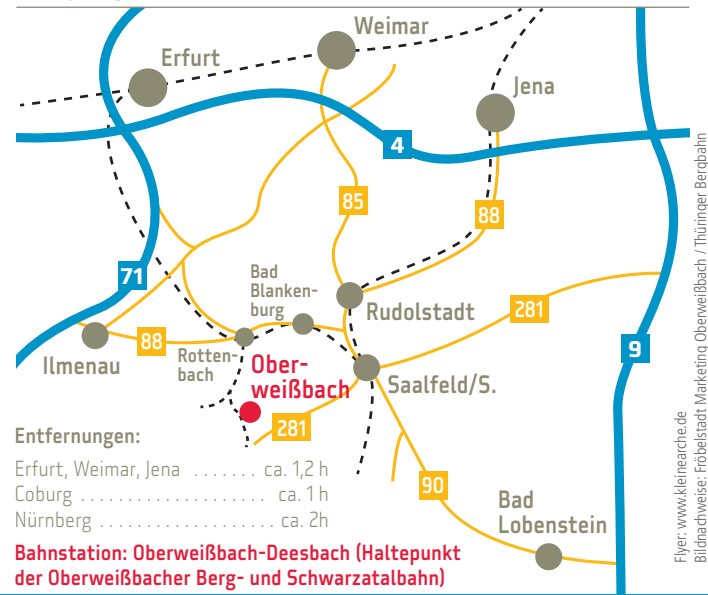 Weimar
Erfurt
Jena
4
85
88
71
Bad
Blanken-
burg
Rudolstadt
281
88
Ilmenau
Rotten-
bach
Ober-
weißbach
9
Saalfeld/S.
281
Entfernungen:
Erfurt, Weimar, Jena ....... ca. 1,2 h
Coburg .................... ca. 1 h
Nürnberg .................. ca. 2h
90
Bad
Lobenstein
Bahnstation: Oberweißbach-Deesbach (Haltepunkt
der Oberweißbacher Berg- und Schwarzatalbahn)
Flyer: www.kleinearche.de
Bildnachweise: Fröbelstadt Marketing Oberweißbach / Thüringer Bergbahn